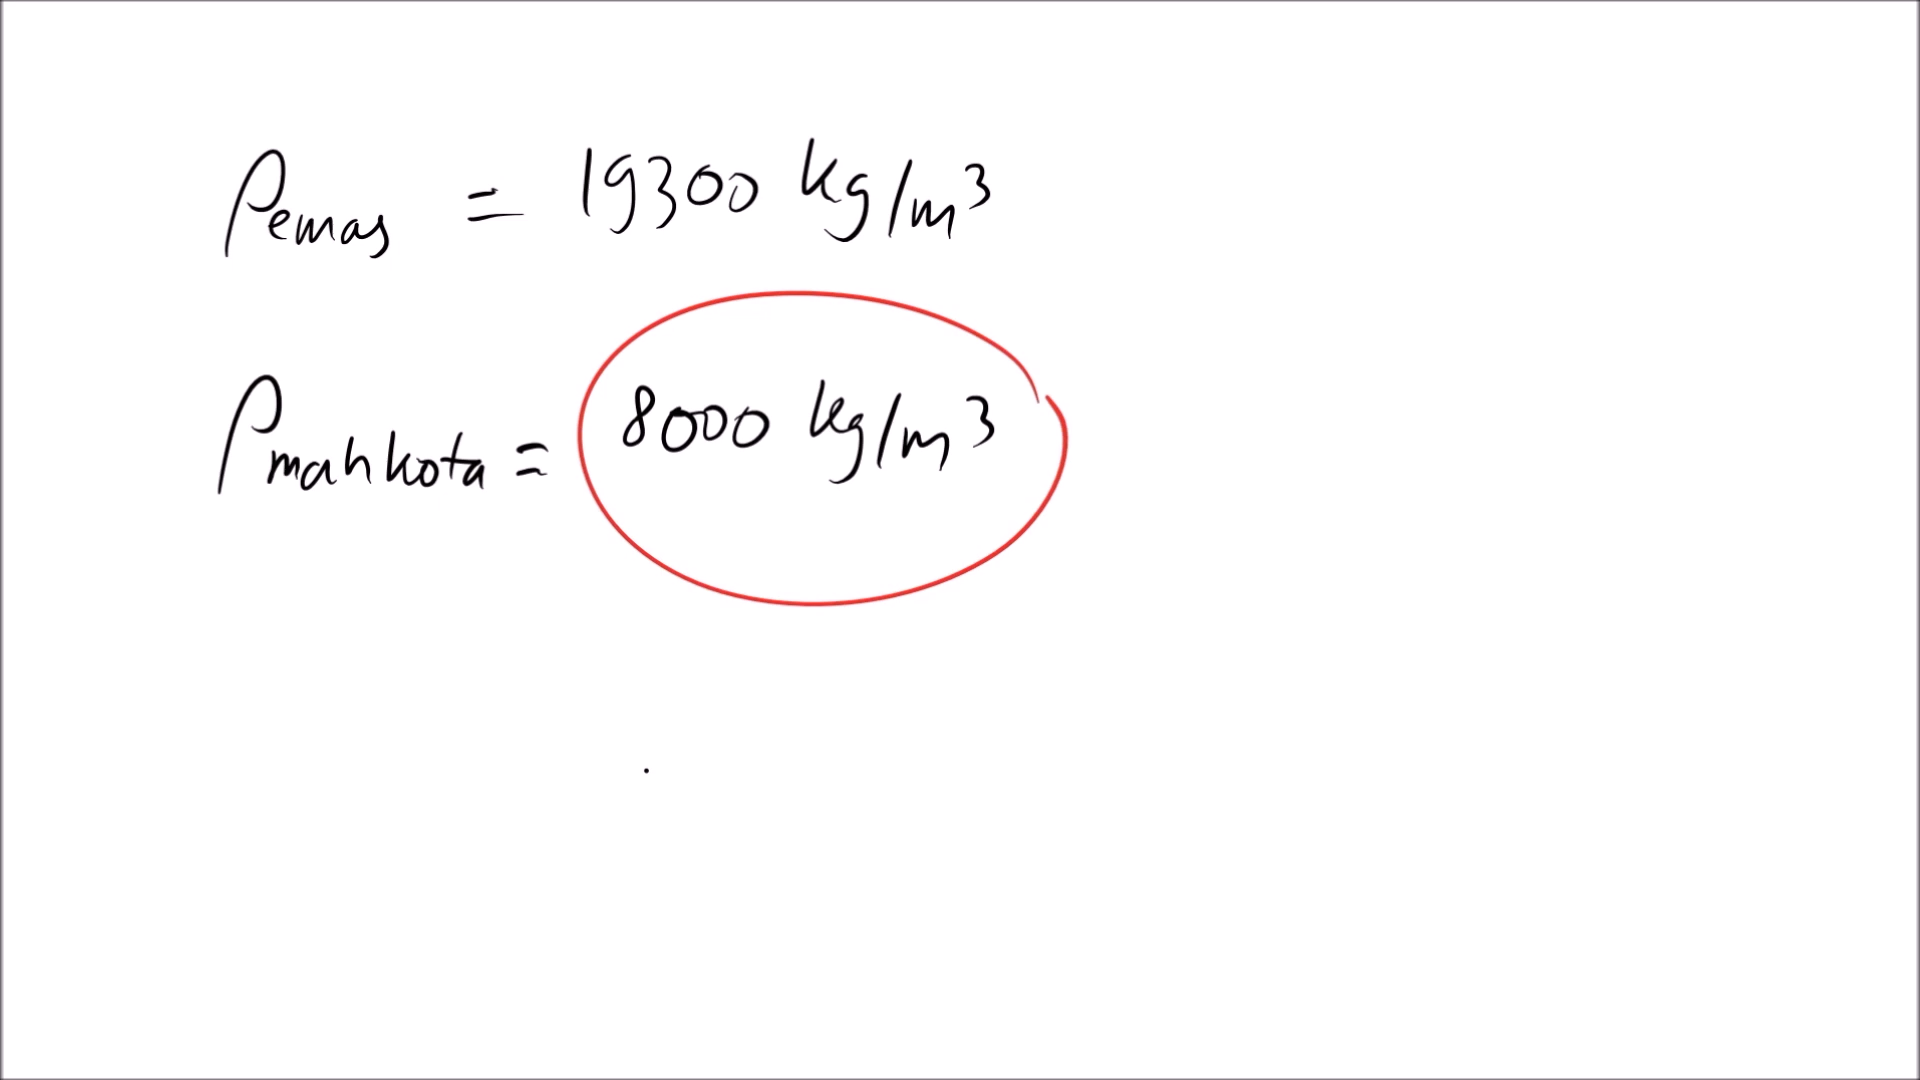 ρemas = 19300 kg/m³
ρmahkota = 8000 kg/m³